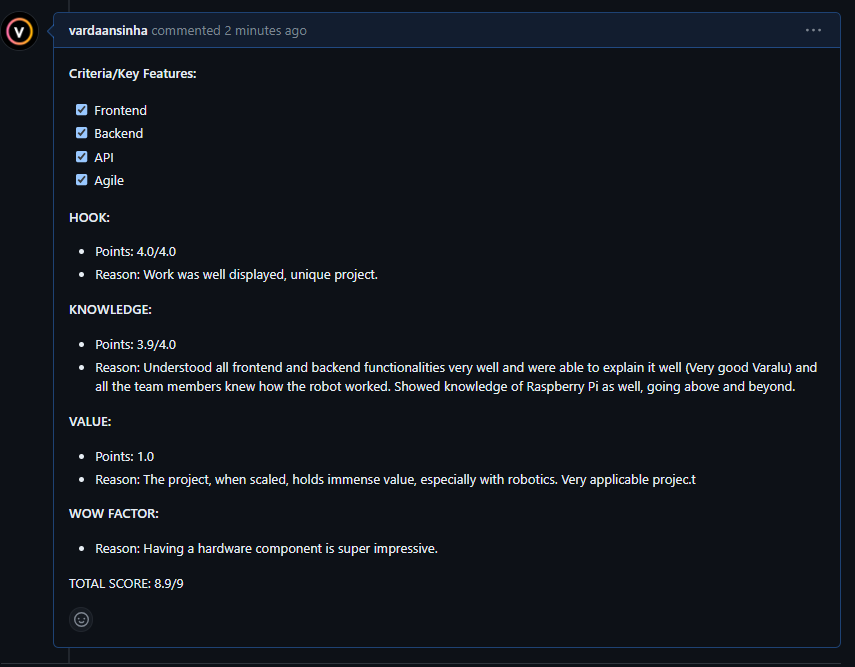 V
vardaansinha commented 2 minutes ago
Criteria/Key Features:
Frontend
Backend
API
Agile
HOOK:
Points: 4.0/4.0
Reason: Work was well displayed, unique project.
KNOWLEDGE:
Points: 3.9/4.0
Reason: Understood all frontend and backend functionalities very well and were able to explain it well (Very good Varalu) and
all the team members knew how the robot worked. Showed knowledge of Raspberry Pi as well, going above and beyond.
VALUE:
Points: 1.0
Reason: The project, when scaled, holds immense value, especially with robotics. Very applicable projec.t
WOW FACTOR:
Reason: Having a hardware component is super impressive.
TOTAL SCORE: 8.9/9